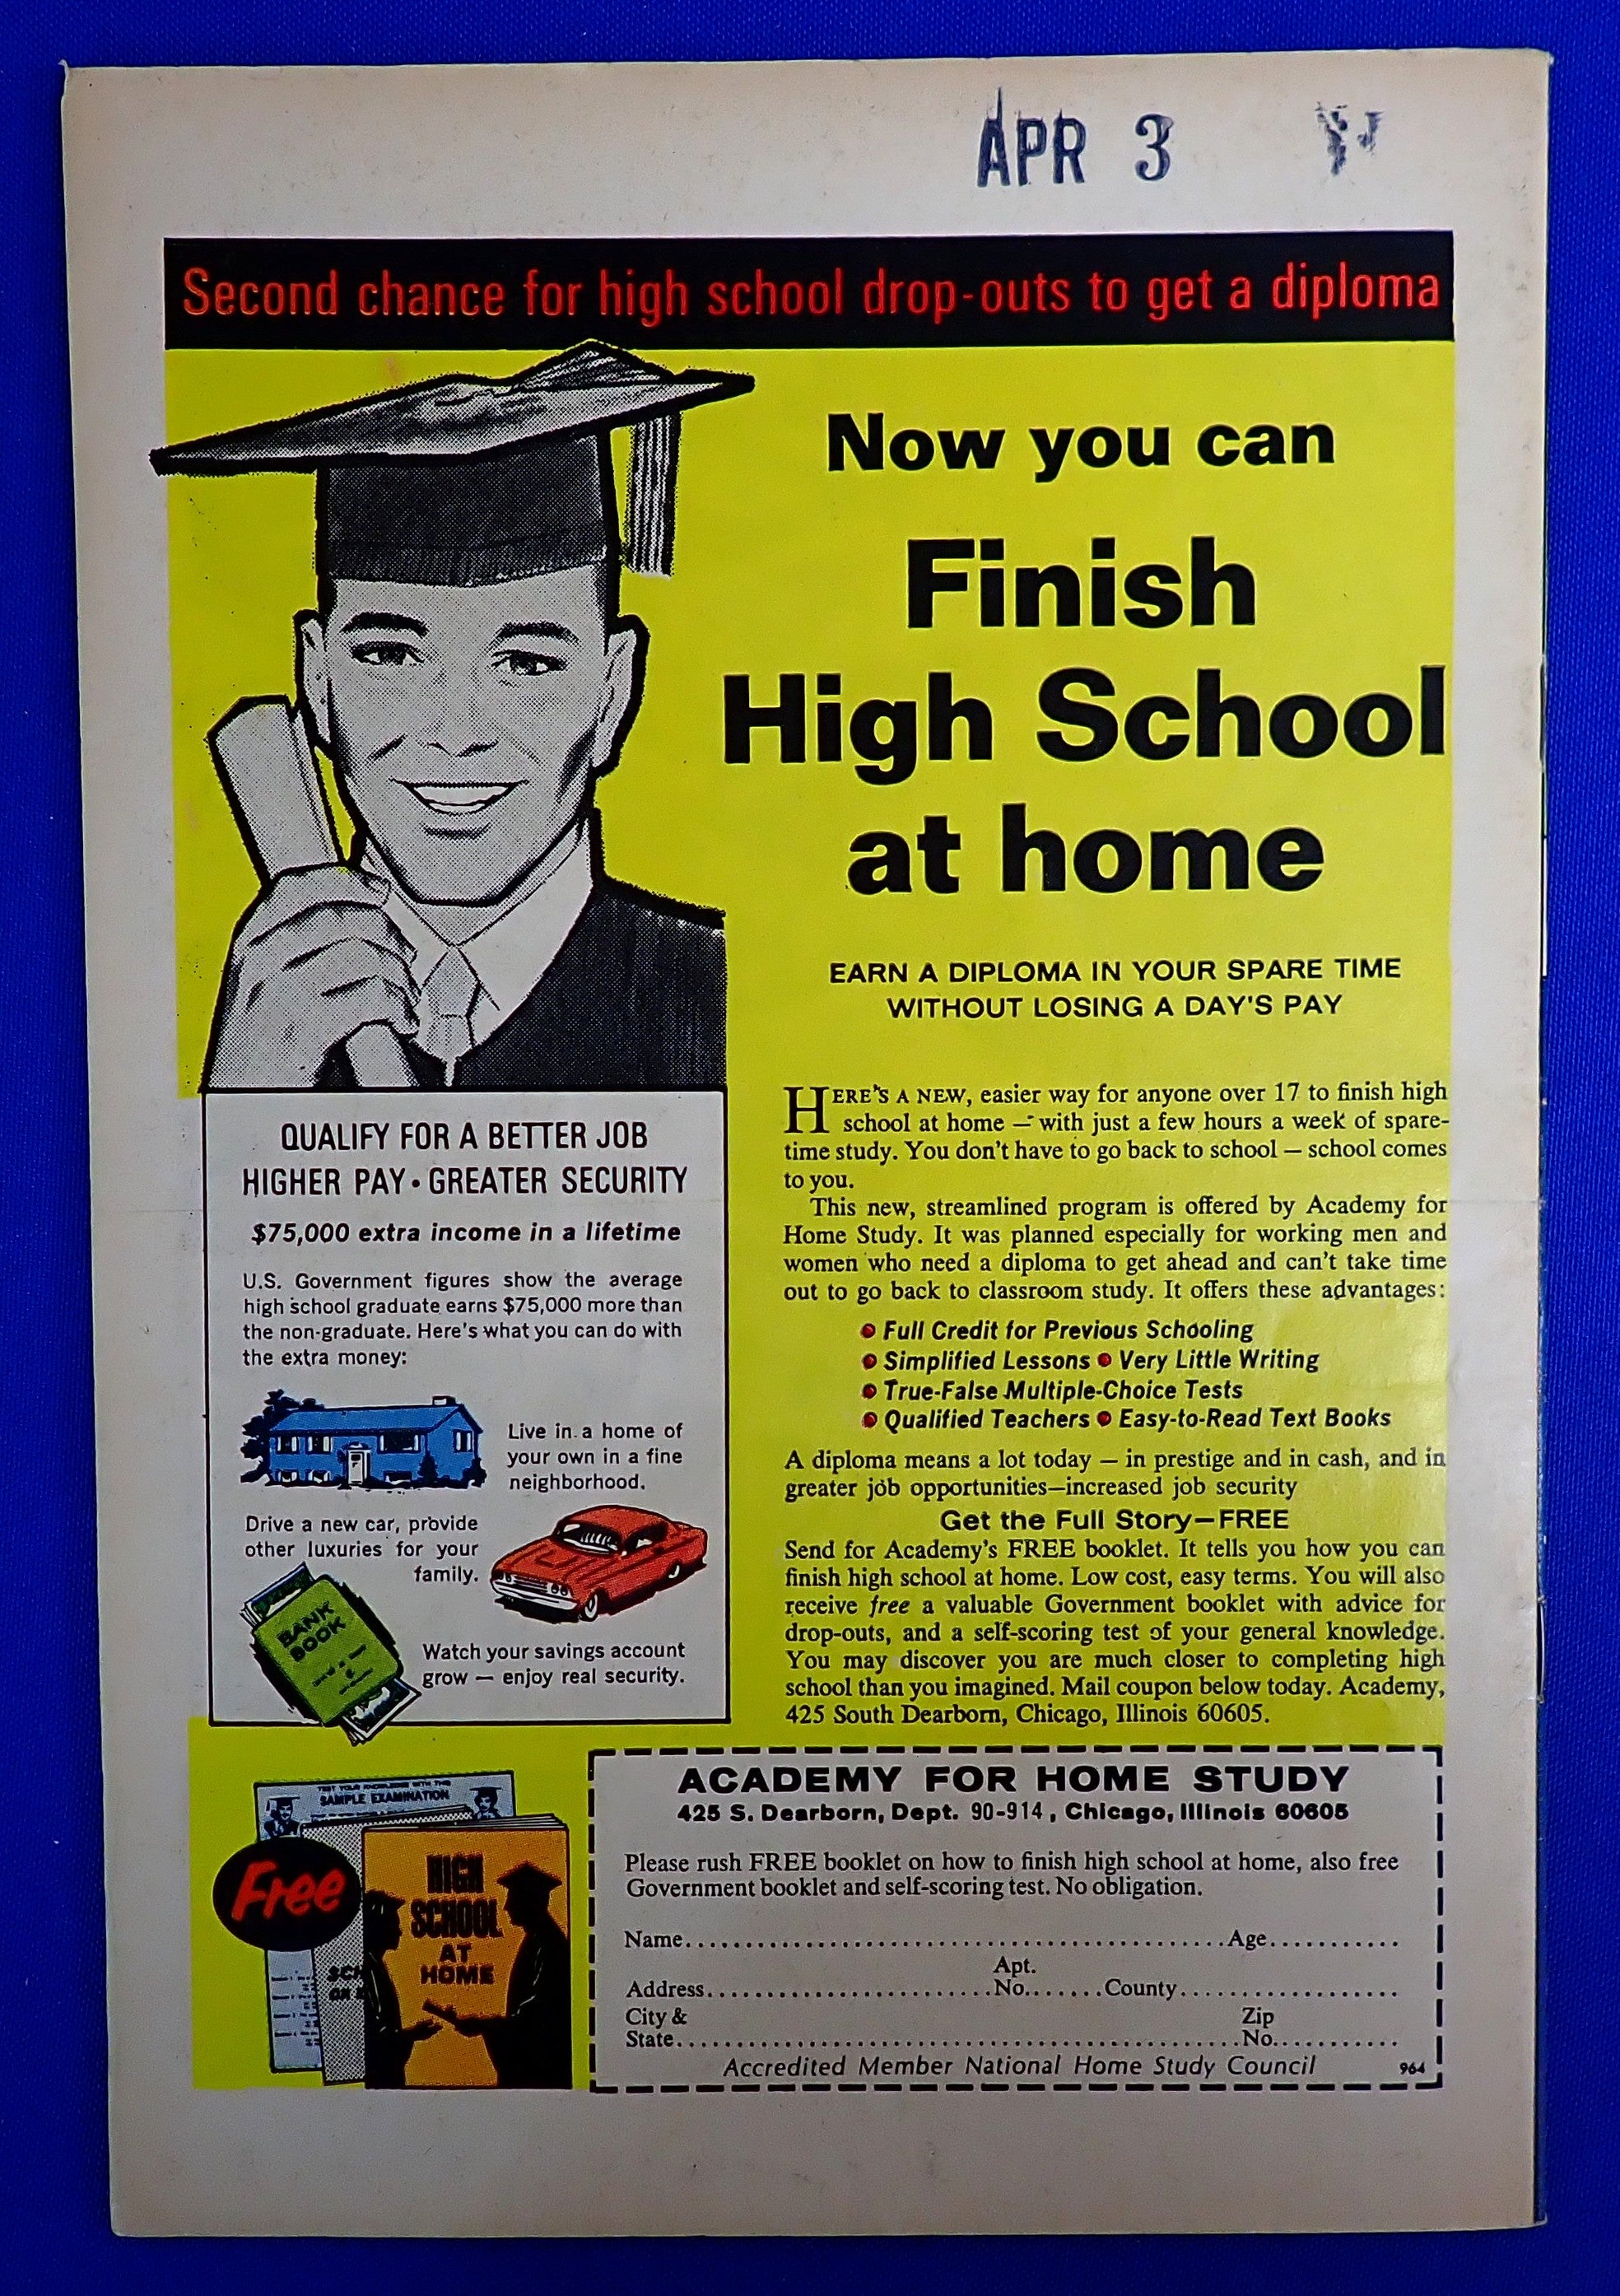 APR 3
Second chance for high school drop-outs to get a diploma
Now you can
Finish
High School
at home
EARN A DIPLOMA IN YOUR SPARE TIME
WITHOUT LOSING A DAY'S PAY
HERE'S A NEW, easier way for anyone over 17 to finish high
school at home — with just a few hours a week of spare-
time study. You don't have to go back to school — school comes
to you.
This new, streamlined program is offered by Academy for
Home Study. It was planned especially for working men and
women who need a diploma to get ahead and can't take time
out to go back to classroom study. It offers these advantages:
• Full Credit for Previous Schooling
• Simplified Lessons • Very Little Writing
• True-False Multiple-Choice Tests
• Qualified Teachers • Easy-to-Read Text Books
A diploma means a lot today — in prestige and in cash, and in
greater job opportunities—increased job security
Get the Full Story—FREE
Send for Academy's FREE booklet. It tells you how you can
finish high school at home. Low cost, easy terms. You will also
receive free a valuable Government booklet with advice for
drop-outs, and a self-scoring test of your general knowledge.
You may discover you are much closer to completing high
school than you imagined. Mail coupon below today. Academy,
425 South Dearborn, Chicago, Illinois 60605.
QUALIFY FOR A BETTER JOB
HIGHER PAY • GREATER SECURITY
$75,000 extra income in a lifetime
U.S. Government figures show the average
high school graduate earns $75,000 more than
the non-graduate. Here's what you can do with
the extra money:
Live in a home of
your own in a fine
neighborhood.
Drive a new car, provide
other luxuries for your
family.
BANK
BOOK
Watch your savings account
grow — enjoy real security.
TEST YOUR KNOWLEDGE WITH THIS
SAMPLE EXAMINATION
Free
HIGH
SCHOOL
AT
HOME
ACADEMY FOR HOME STUDY
425 S. Dearborn, Dept. 90-914, Chicago, Illinois 60605
Please rush FREE booklet on how to finish high school at home, also free
Government booklet and self-scoring test. No obligation.
Name..............................................Age...........
Apt.
Address........................No.......County...................
City &
Zip
State................................................No...........
Accredited Member National Home Study Council 964